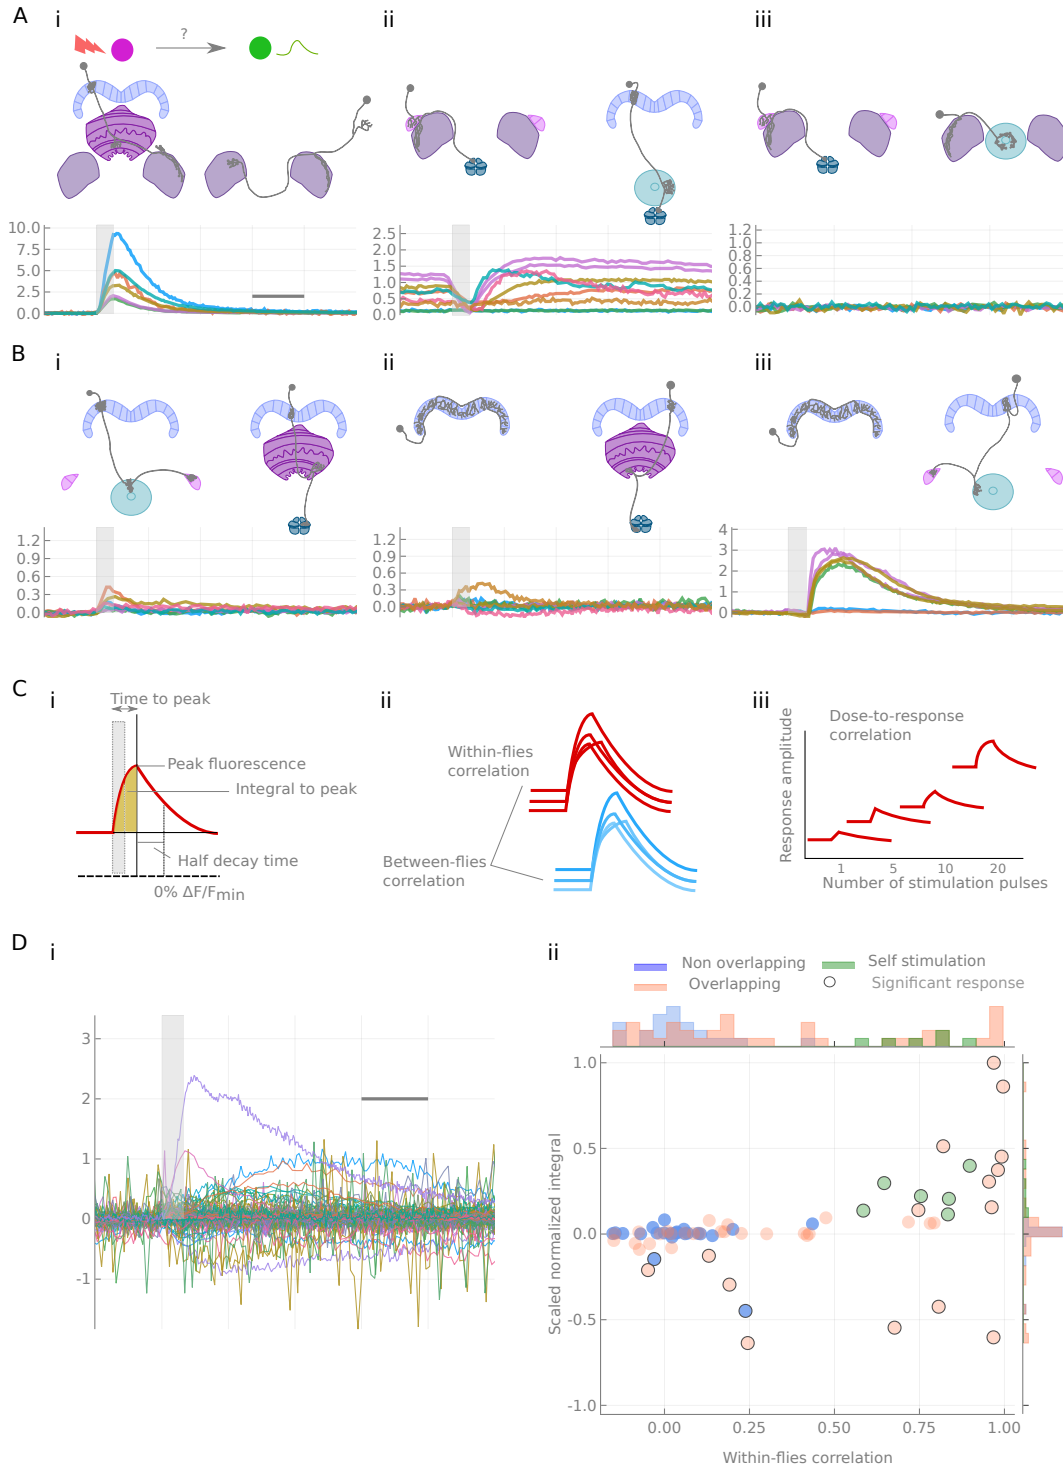 A
i
ii
iii
?
10.0
7.5
5.0
2.5
0.0
2.5
2.0
1.5
1.0
0.5
0.0
1.2
1.0
0.8
0.6
0.4
0.2
0.0
B
i
ii
iii
1.2
0.9
0.6
0.3
0.0
1.2
0.9
0.6
0.3
0.0
4
3
2
1
0
C
i
Time to peak
Peak fluorescence
Integral to peak
Half decay time
0% ΔF/Fmin
ii
Within-flies
correlation
Between-flies
correlation
iii
Dose-to-response
correlation
Response amplitude
1
5
10
20
Number of stimulation pulses
D
i
3
2
1
0
-1
ii
Non overlapping
Self stimulation
Overlapping
Significant response
1.0
0.5
0.0
-0.5
-1.0
Scaled normalized integral
0.00
0.25
0.50
0.75
1.00
Within-flies correlation